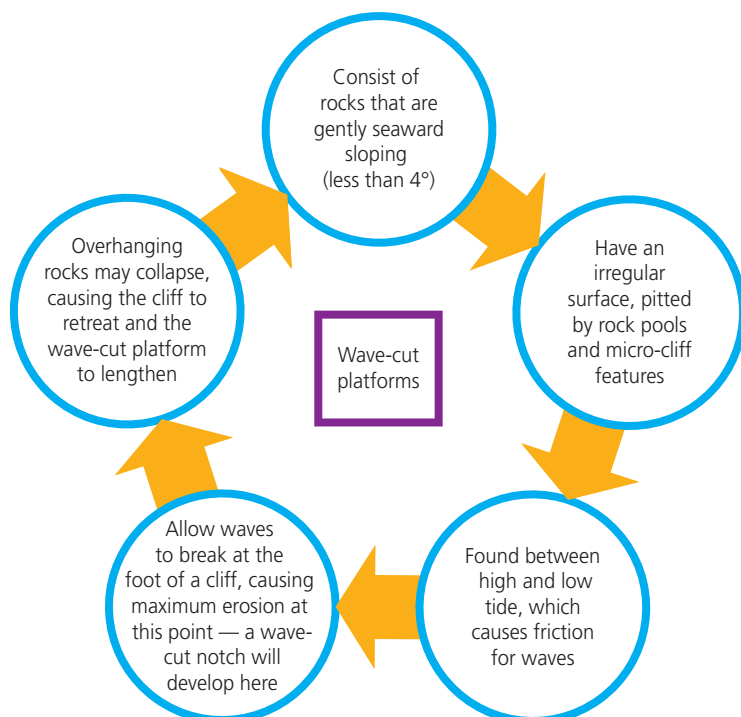 Consist of
rocks that are
gently seaward
sloping
(less than 4°)
Have an
irregular
surface, pitted
by rock pools
and micro-cliff
features
Found between
high and low
tide, which
causes friction
for waves
Allow waves
to break at the
foot of a cliff, causing
maximum erosion at
this point — a wave-
cut notch will
develop here
Overhanging
rocks may collapse,
causing the cliff to
retreat and the
wave-cut platform
to lengthen
Wave-cut
platforms